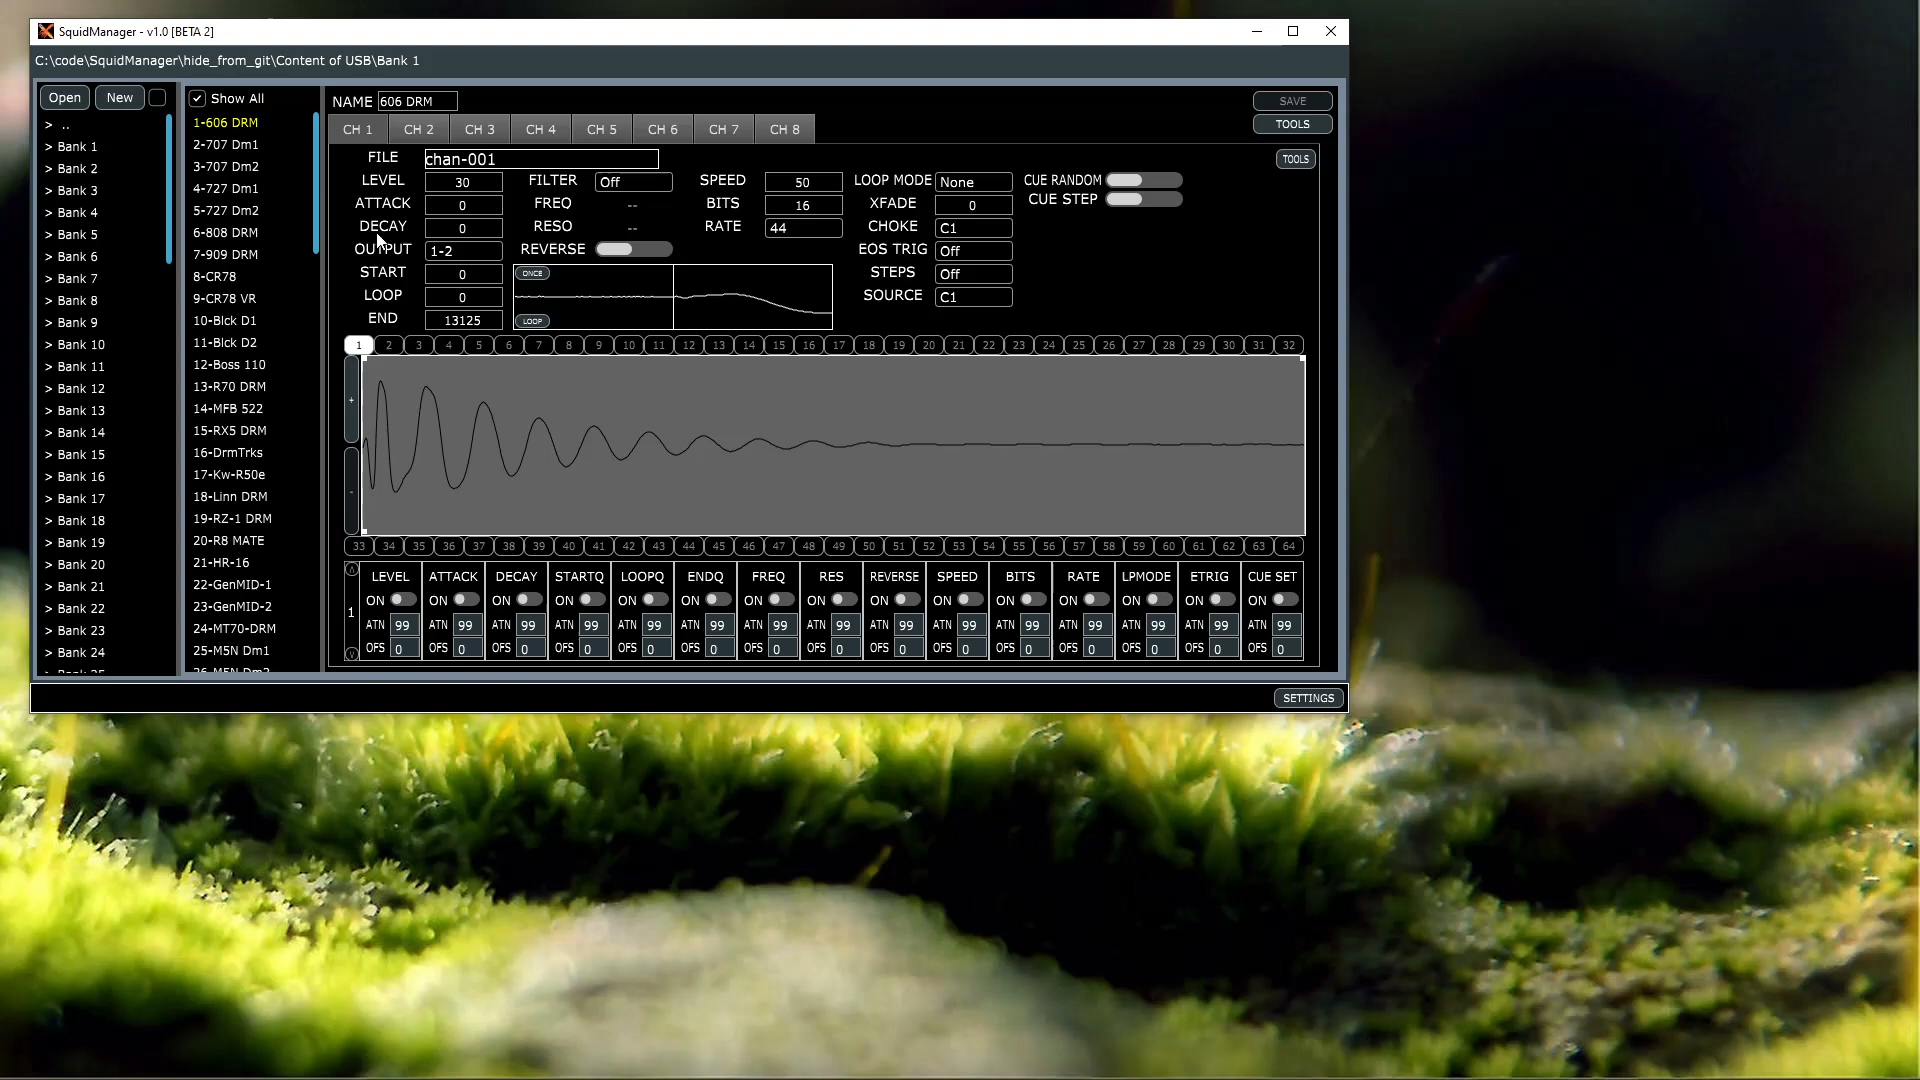 SquidManager - v1.0 [BETA 2]
C:\code\SquidManager\hide_from_git\Content of USB\Bank 1
Open
New
> ..
> Bank 1
> Bank 2
> Bank 3
> Bank 4
> Bank 5
> Bank 6
> Bank 7
> Bank 8
> Bank 9
> Bank 10
> Bank 11
> Bank 12
> Bank 13
> Bank 14
> Bank 15
> Bank 16
> Bank 17
> Bank 18
> Bank 19
> Bank 20
> Bank 21
> Bank 22
> Bank 23
> Bank 24
Show All
1-606 DRM
2-707 Dm1
3-707 Dm2
4-727 Dm1
5-727 Dm2
6-808 DRM
7-909 DRM
8-CR78
9-CR78 VR
10-Blck D1
11-Blck D2
12-Boss 110
13-R70 DRM
14-MFB 522
15-RX5 DRM
16-DrmTrks
17-Kw-R50e
18-Linn DRM
19-RZ-1 DRM
20-R8 MATE
21-HR-16
22-GenMID-1
23-GenMID-2
24-MT70-DRM
25-M5N Dm1
26-M5N Dm2
NAME 606 DRM
SAVE
TOOLS
CH 1 CH 2 CH 3 CH 4 CH 5 CH 6 CH 7 CH 8
FILE chan-001 TOOLS
LEVEL 30 FILTER Off SPEED 50 LOOP MODE None CUE RANDOM
ATTACK 0 FREQ -- BITS 16 XFADE 0 CUE STEP
DECAY 0 RESO -- RATE 44 CHOKE C1
OUTPUT 1-2 REVERSE EOS TRIG Off
START 0 ONCE STEPS Off
LOOP 0 SOURCE C1
END 13125 LOOP
1 2 3 4 5 6 7 8 9 10 11 12 13 14 15 16 17 18 19 20 21 22 23 24 25 26 27 28 29 30 31 32
+
-
33 34 35 36 37 38 39 40 41 42 43 44 45 46 47 48 49 50 51 52 53 54 55 56 57 58 59 60 61 62 63 64
LEVEL ATTACK DECAY STARTQ LOOPQ ENDQ FREQ RES REVERSE SPEED BITS RATE LPMODE ETRIG CUE SET
1 ON ON ON ON ON ON ON ON ON ON ON ON ON ON ON
ATN 99 ATN 99 ATN 99 ATN 99 ATN 99 ATN 99 ATN 99 ATN 99 ATN 99 ATN 99 ATN 99 ATN 99 ATN 99 ATN 99 ATN 99
OFS 0 OFS 0 OFS 0 OFS 0 OFS 0 OFS 0 OFS 0 OFS 0 OFS 0 OFS 0 OFS 0 OFS 0 OFS 0 OFS 0 OFS 0
SETTINGS